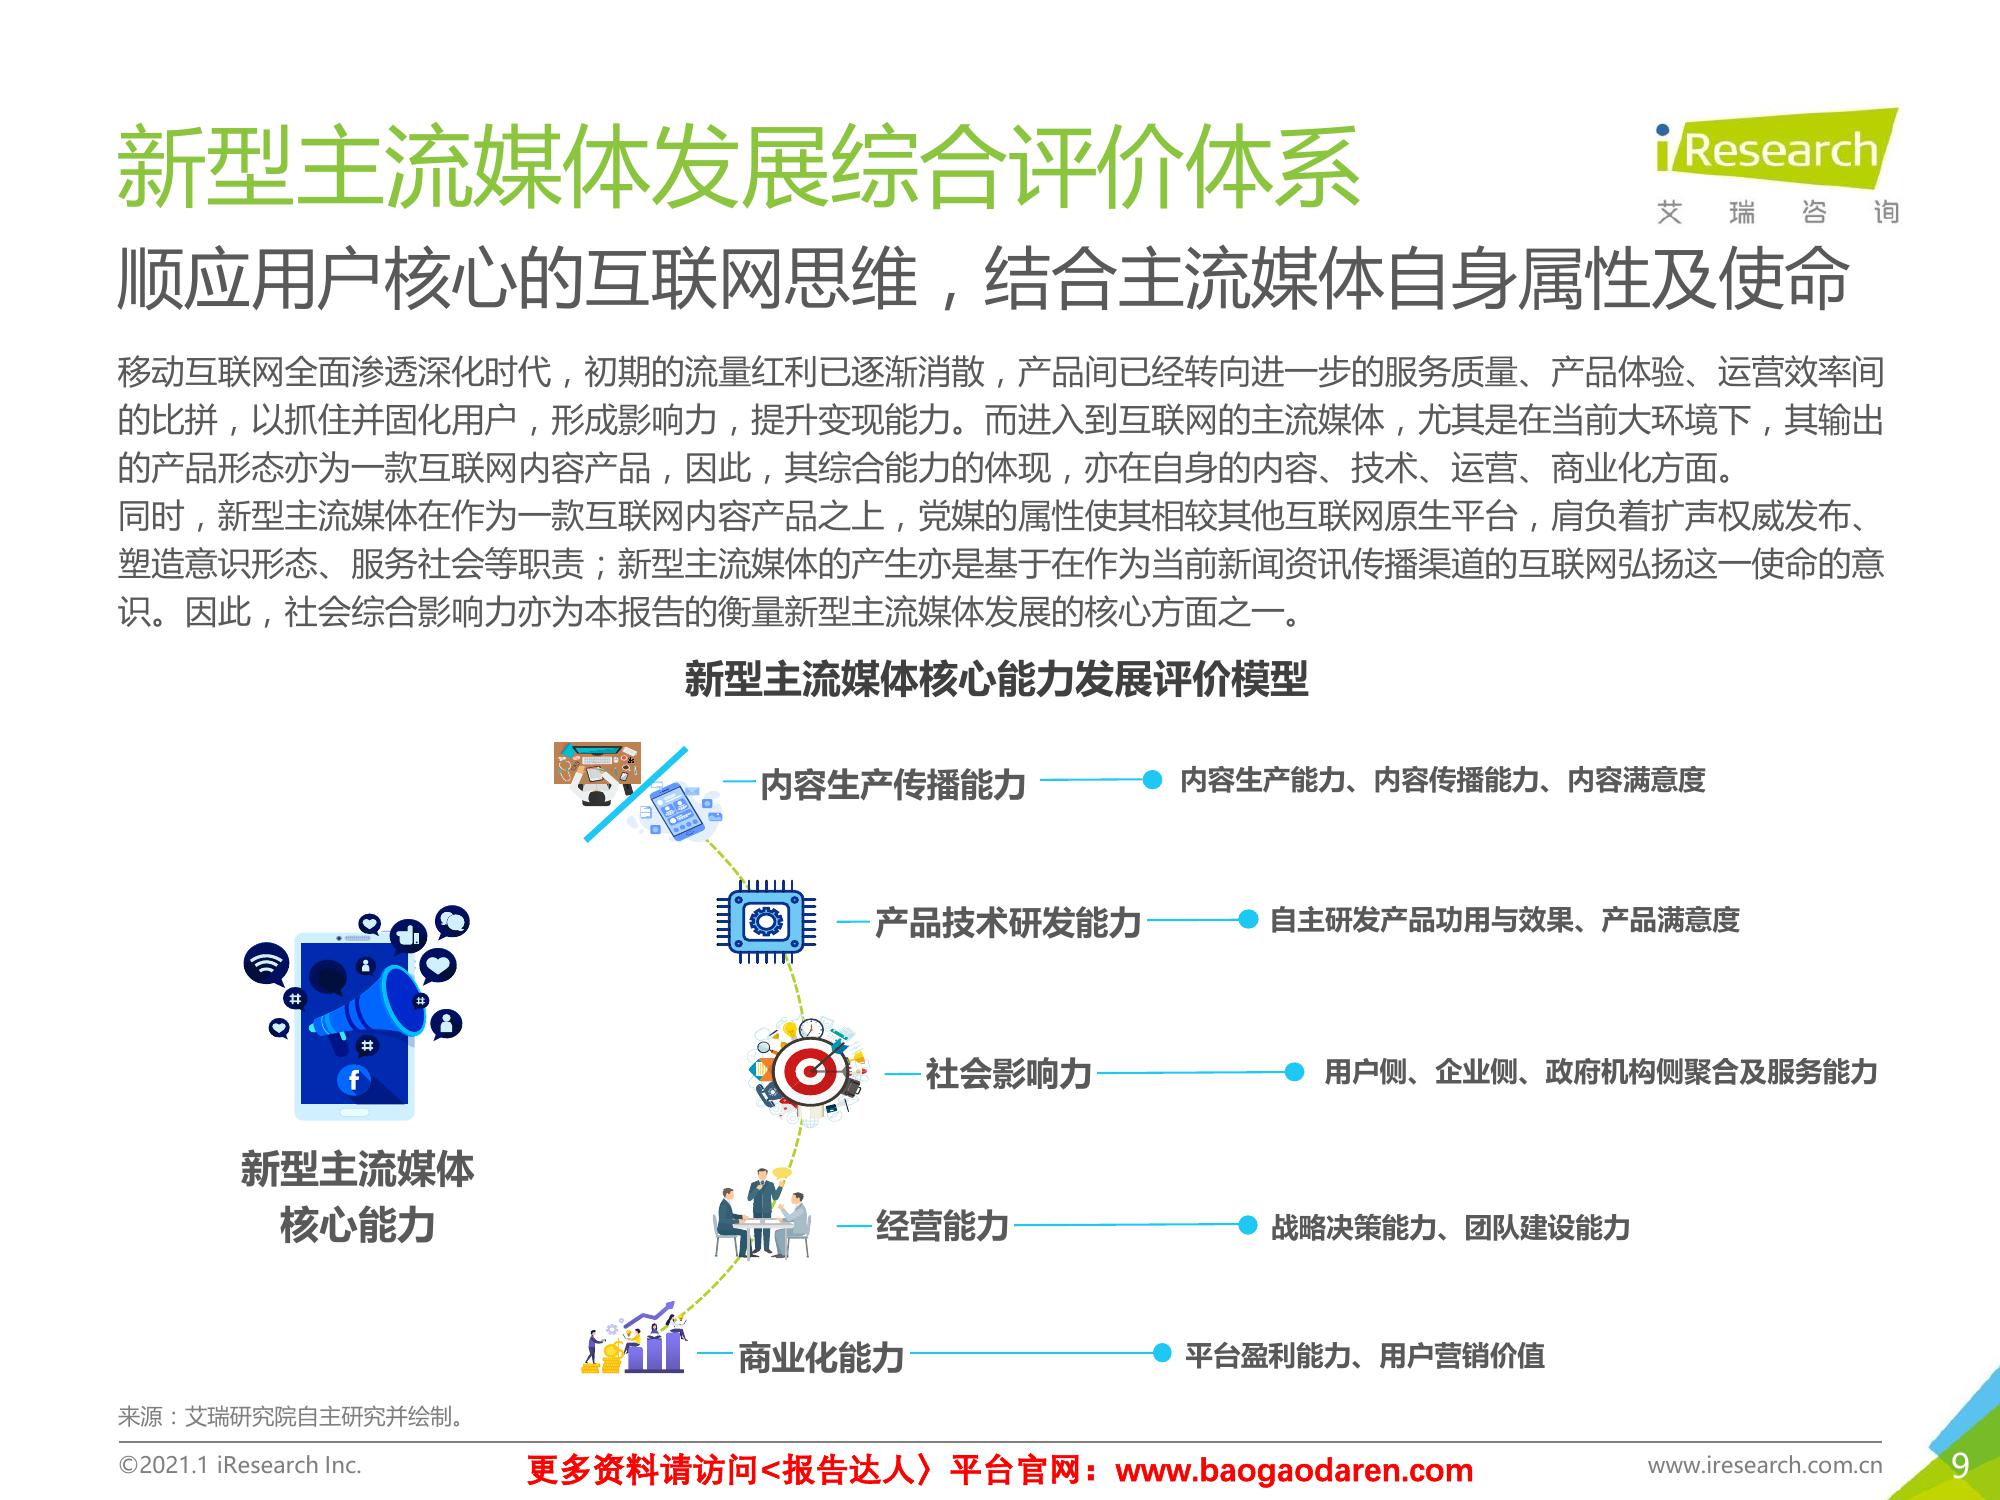 新型主流媒体发展综合评价体系
iResearch
艾瑞咨询
顺应用户核心的互联网思维，结合主流媒体自身属性及使命
移动互联网全面渗透深化时代，初期的流量红利已逐渐消散，产品间已经转向进一步的服务质量、产品体验、运营效率间
的比拼，以抓住并固化用户，形成影响力，提升变现能力。而进入到互联网的主流媒体，尤其是在当前大环境下，其输出
的产品形态亦为一款互联网内容产品，因此，其综合能力的体现，亦在自身的内容、技术、运营、商业化方面。
同时，新型主流媒体在作为一款互联网内容产品之上，党媒的属性使其相较其他互联网原生平台，肩负着扩声权威发布、
塑造意识形态、服务社会等职责；新型主流媒体的产生亦是基于在作为当前新闻资讯传播渠道的互联网弘扬这一使命的意
识。因此，社会综合影响力亦为本报告的衡量新型主流媒体发展的核心方面之一。
新型主流媒体核心能力发展评价模型
内容生产传播能力
内容生产能力、内容传播能力、内容满意度
产品技术研发能力
自主研发产品功用与效果、产品满意度
社会影响力
用户侧、企业侧、政府机构侧聚合及服务能力
新型主流媒体
核心能力
经营能力
战略决策能力、团队建设能力
商业化能力
平台盈利能力、用户营销价值
来源：艾瑞研究院自主研究并绘制。
©2021.1 iResearch Inc.
更多资料请访问<报告达人〉平台官网：www.baogaodaren.com
www.iresearch.com.cn
9